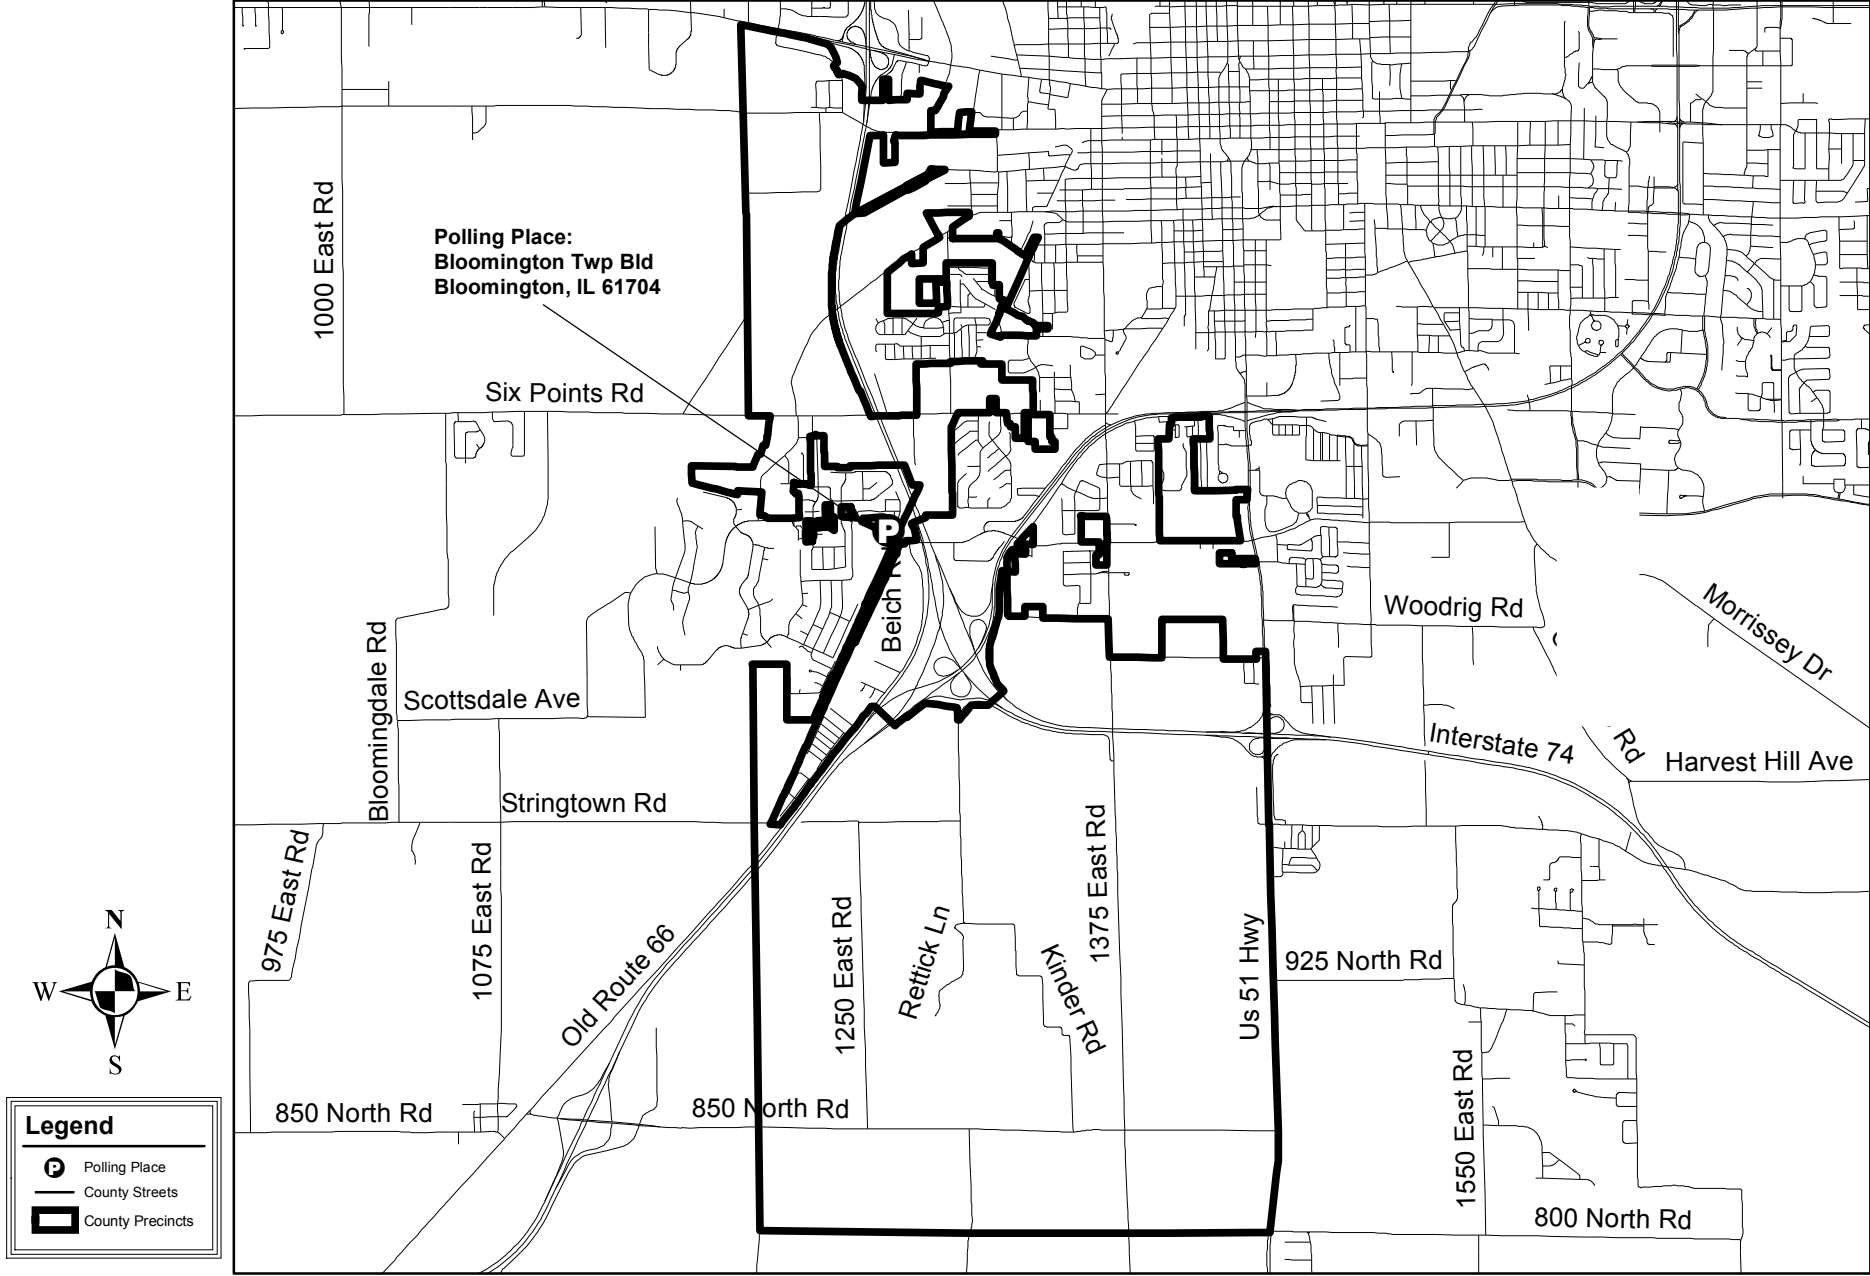 1000 East Rd
Polling Place:
Bloomington Twp Bld
Bloomington, IL 61704
Six Points Rd
P
Beich R
Woodrig Rd
Morrissey Dr
Bloomingdale Rd
Scottsdale Ave
Interstate 74
Rd
Harvest Hill Ave
Stringtown Rd
975 East Rd
1075 East Rd
1375 East Rd
1250 East Rd
Rettick Ln
Kinder Rd
Us 51 Hwy
925 North Rd
Old Route 66
850 North Rd
850 North Rd
1550 East Rd
800 North Rd
N
W
E
S
Legend
P
Polling Place
County Streets
County Precincts